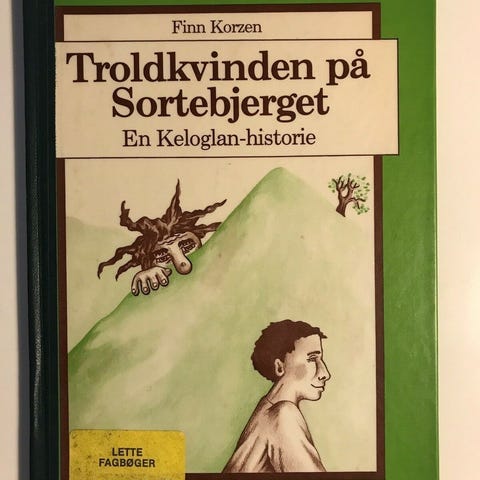 Finn Korzen
Troldkvinden på
Sortebjerget
En Keloglan-historie
LETTE
FAGBØGER